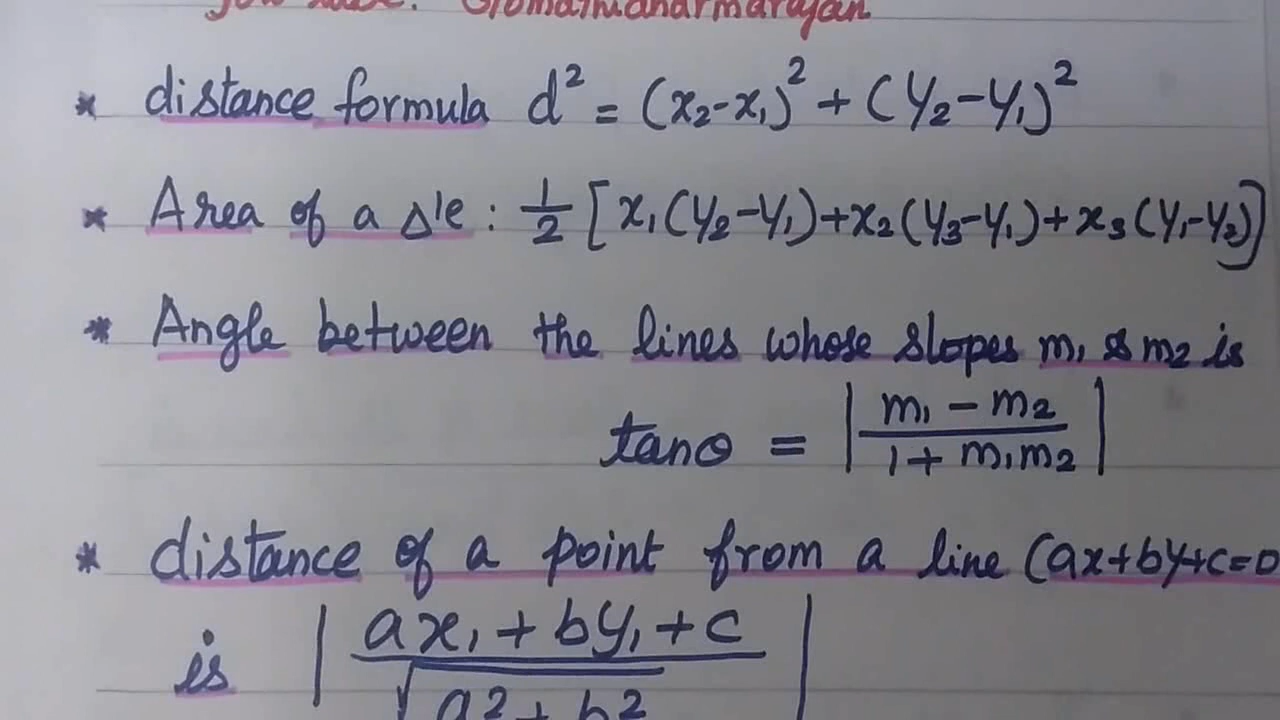 * distance formula d² = (x₂-x₁)² + (y₂-y₁)²
* Area of a Δ'le : 1/2 [x₁(y₂-y₁)+x₂(y₃-y₁)+x₃(y₁-y₂)]
* Angle between the lines whose slopes m₁ & m₂ is
tanθ = | (m₁ - m₂)/(1 + m₁m₂) |
* distance of a point from a line (ax+by+c=0
is | (ax₁ + by₁ + c)/√(a² + b²) |